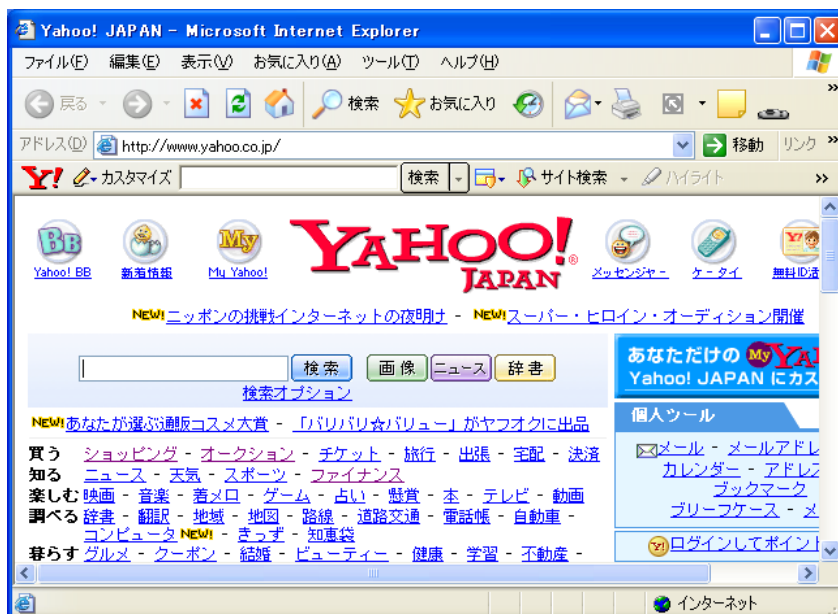 Yahoo! JAPAN - Microsoft Internet Explorer
ファイル(F) 編集(E) 表示(V) お気に入り(A) ツール(T) ヘルプ(H)
戻る 検索 お気に入り
アドレス(D) http://www.yahoo.co.jp/ 移動 リンク
Y! カスタマイズ 検索 サイト検索 ハイライト
BB My YAHOO! JAPAN Y!
Yahoo! BB 新着情報 My Yahoo! メッセンジャー ケータイ 無料ID活
NEW!ニッポンの挑戦インターネットの夜明け - NEW!スーパー・ヒロイン・オーディション開催
検索 画像 ニュース 辞書
検索オプション
あなただけの My YA
Yahoo! JAPAN にカス
NEW!あなたが選ぶ通販コスメ大賞 - 「バリバリ☆バリュー」がヤフオクに出品
買う ショッピング - オークション - チケット - 旅行 - 出張 - 宅配 - 決済
知る ニュース - 天気 - スポーツ - ファイナンス
楽しむ 映画 - 音楽 - 着メロ - ゲーム - 占い - 懸賞 - 本 - テレビ - 動画
調べる 辞書 - 翻訳 - 地域 - 地図 - 路線 - 道路交通 - 電話帳 - 自動車 -
コンピュータ NEW! - きっず - 知恵袋
暮らす グルメ - クーポン - 結婚 - ビューティー - 健康 - 学習 - 不動産 -
個人ツール
メール - メールアドレ
カレンダー - アドレス
ブックマーク
ブリーフケース - メ
ログインしてポイント
インターネット